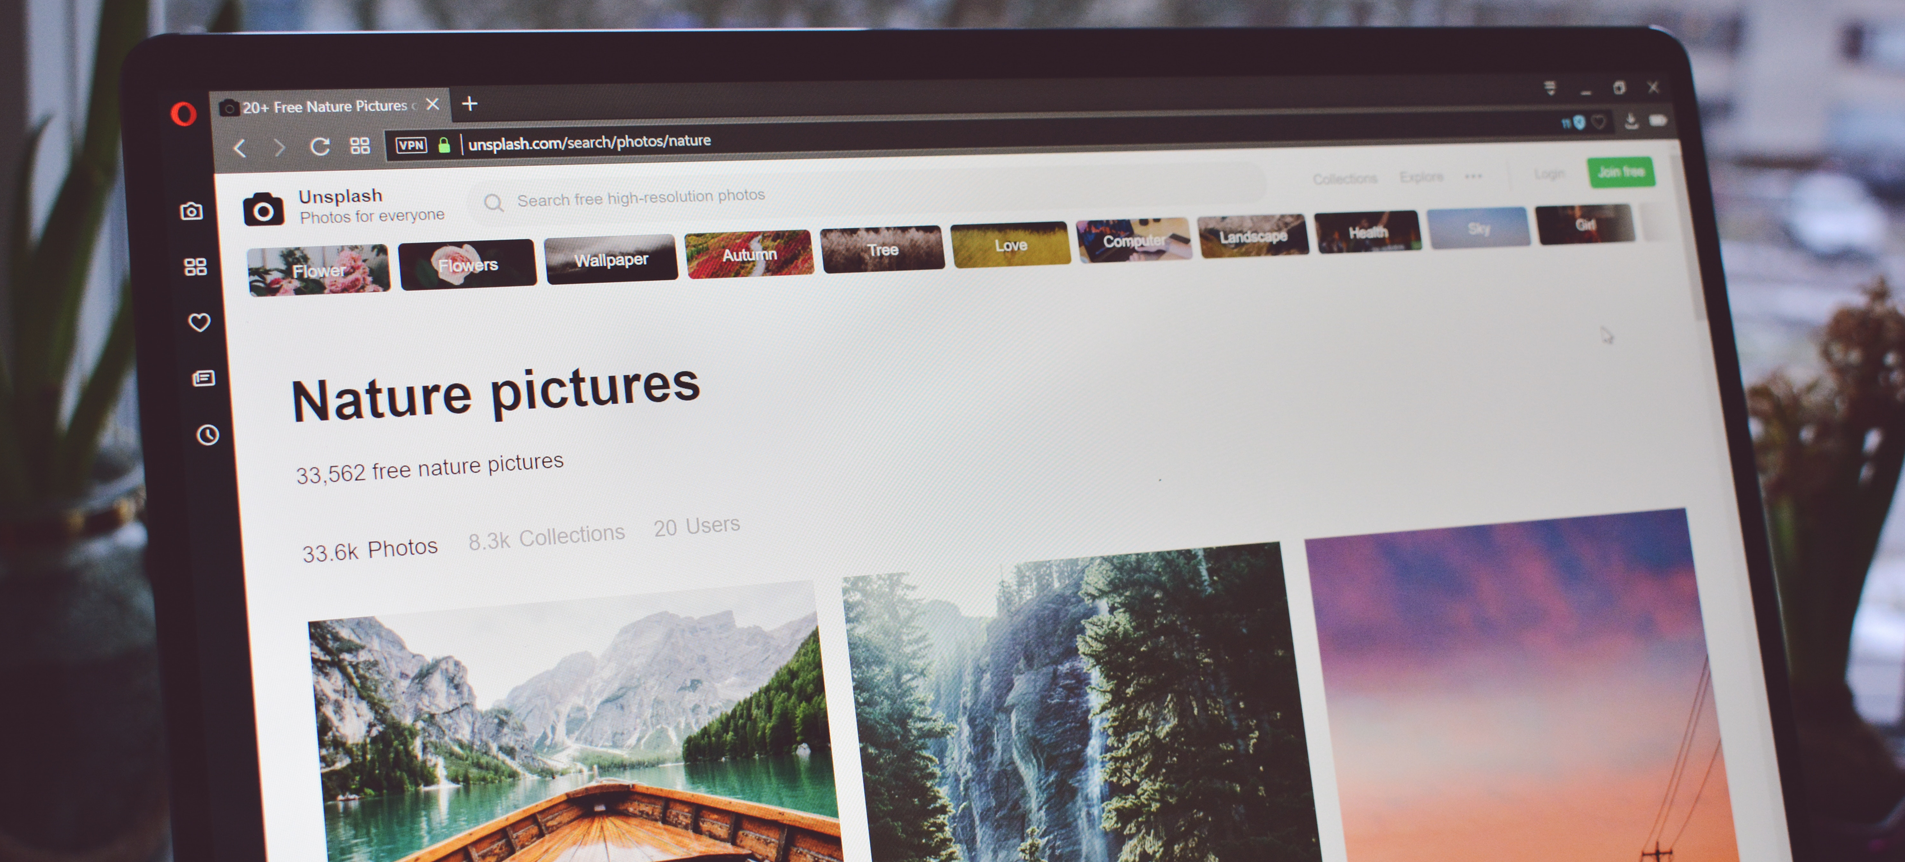 20+ Free Nature Pictures
VPN unsplash.com/search/photos/nature
11
Unsplash
Photos for everyone
Search free high-resolution photos
Collections Explore ••• Login Join free
Flower Flowers Wallpaper Autumn Tree Love Computer Landscape Health Sky Girl
Nature pictures
33,562 free nature pictures
33.6k Photos 8.3k Collections 20 Users